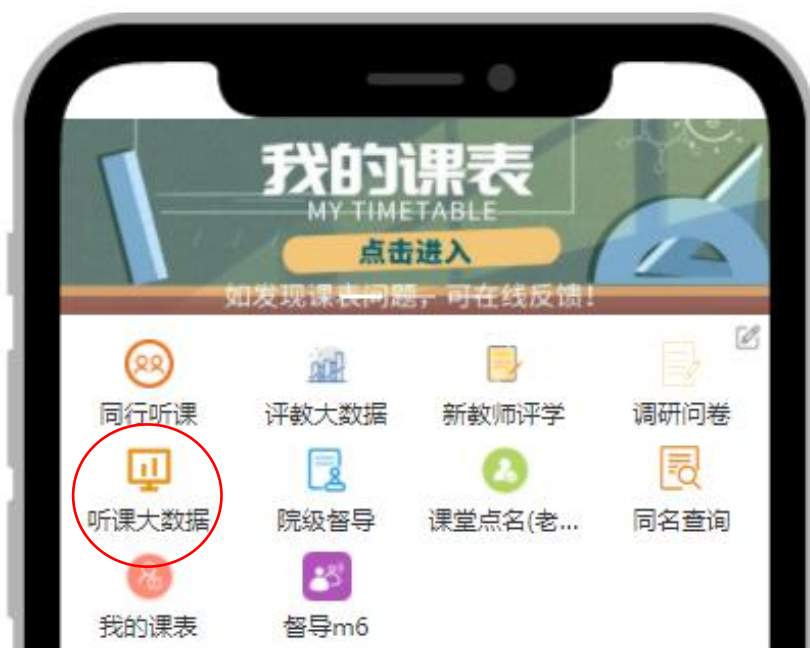 我的课表
MY TIMETABLE
点击进入
如发现课表问题，可在线反馈！
同行听课 评教大数据 新教师评学 调研问卷
听课大数据 院级督导 课堂点名(老... 同名查询
我的课表 督导m6